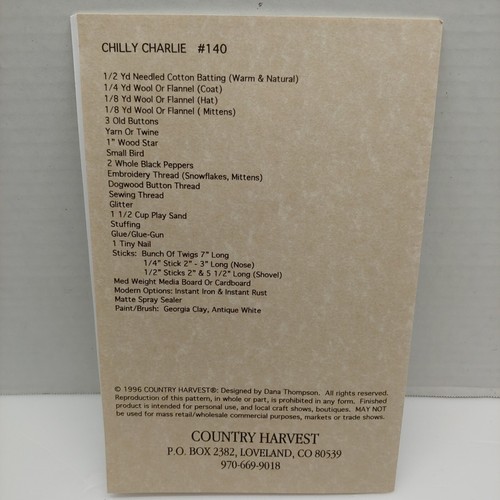 CHILLY CHARLIE #140
1/2 Yd Needled Cotton Batting (Warm & Natural)
1/4 Yd Wool Or Flannel (Coat)
1/8 Yd Wool Or Flannel (Hat)
1/8 Yd Wool Or Flannel ( Mittens)
3 Old Buttons
Yarn Or Twine
1" Wood Star
Small Bird
2 Whole Black Peppers
Embroidery Thread (Snowflakes, Mittens)
Dogwood Button Thread
Sewing Thread
Glitter
1 1/2 Cup Play Sand
Stuffing
Glue/Glue-Gun
1 Tiny Nail
Sticks: Bunch Of Twigs 7" Long
1/4" Stick 2" - 3" Long (Nose)
1/2" Sticks 2" & 5 1/2" Long (Shovel)
Med Weight Media Board Or Cardboard
Modern Options: Instant Iron & Instant Rust
Matte Spray Sealer
Paint/Brush: Georgia Clay, Antique White
© 1996 COUNTRY HARVEST®: Designed by Dana Thompson. All rights reserved.
Reproduction of this pattern, in whole or part, is prohibited in any form. Finished
product is intended for personal use, and local craft shows, boutiques. MAY NOT
be used for mass retail/wholesale commercial purposes, markets or trade shows.
COUNTRY HARVEST
P.O. BOX 2382, LOVELAND, CO 80539
970-669-9018